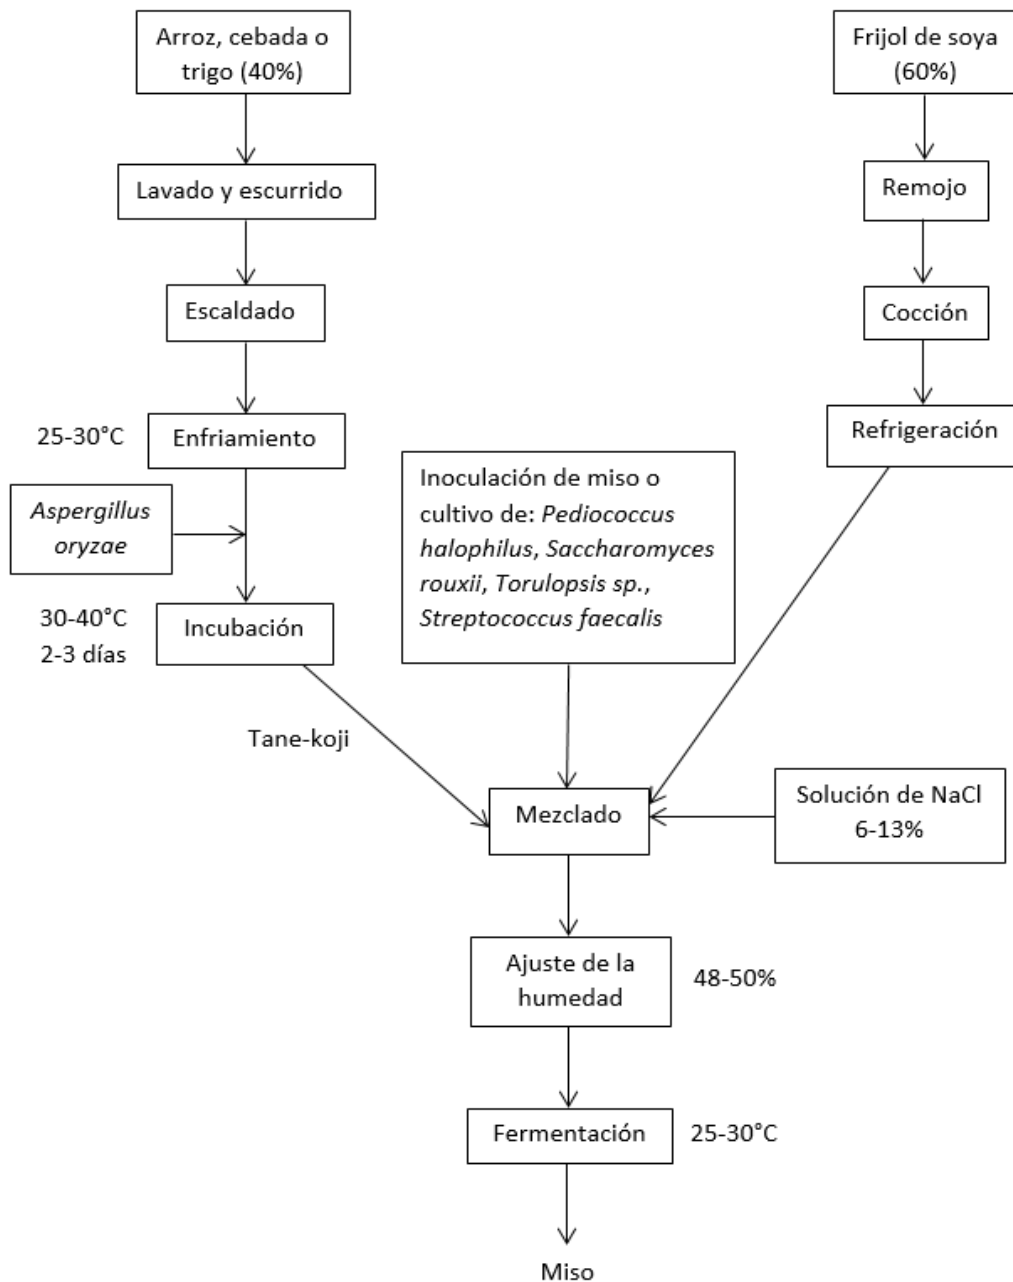 Arroz, cebada o
trigo (40%)
Frijol de soya
(60%)
Lavado y escurrido
Remojo
Escaldado
Cocción
25-30°C
Enfriamiento
Refrigeración
Aspergillus
oryzae
Inoculación de miso o
cultivo de: Pediococcus
halophilus, Saccharomyces
rouxii, Torulopsis sp.,
Streptococcus faecalis
30-40°C
2-3 días
Incubación
Tane-koji
Mezclado
Solución de NaCl
6-13%
Ajuste de la
humedad
48-50%
Fermentación
25-30°C
Miso